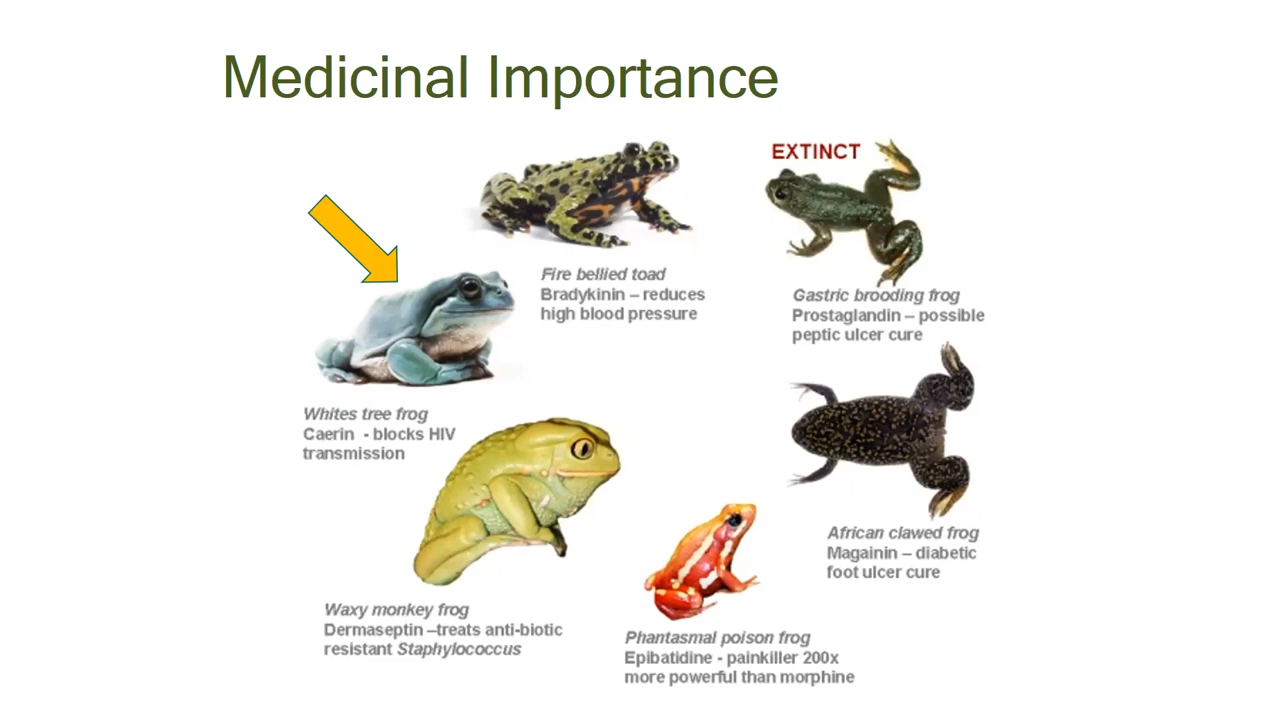 Medicinal Importance
EXTINCT
Fire bellied toad
Bradykinin – reduces
high blood pressure
Gastric brooding frog
Prostaglandin – possible
peptic ulcer cure
Whites tree frog
Caerin - blocks HIV
transmission
African clawed frog
Magainin – diabetic
foot ulcer cure
Waxy monkey frog
Dermaseptin –treats anti-biotic
resistant Staphylococcus
Phantasmal poison frog
Epibatidine - painkiller 200x
more powerful than morphine